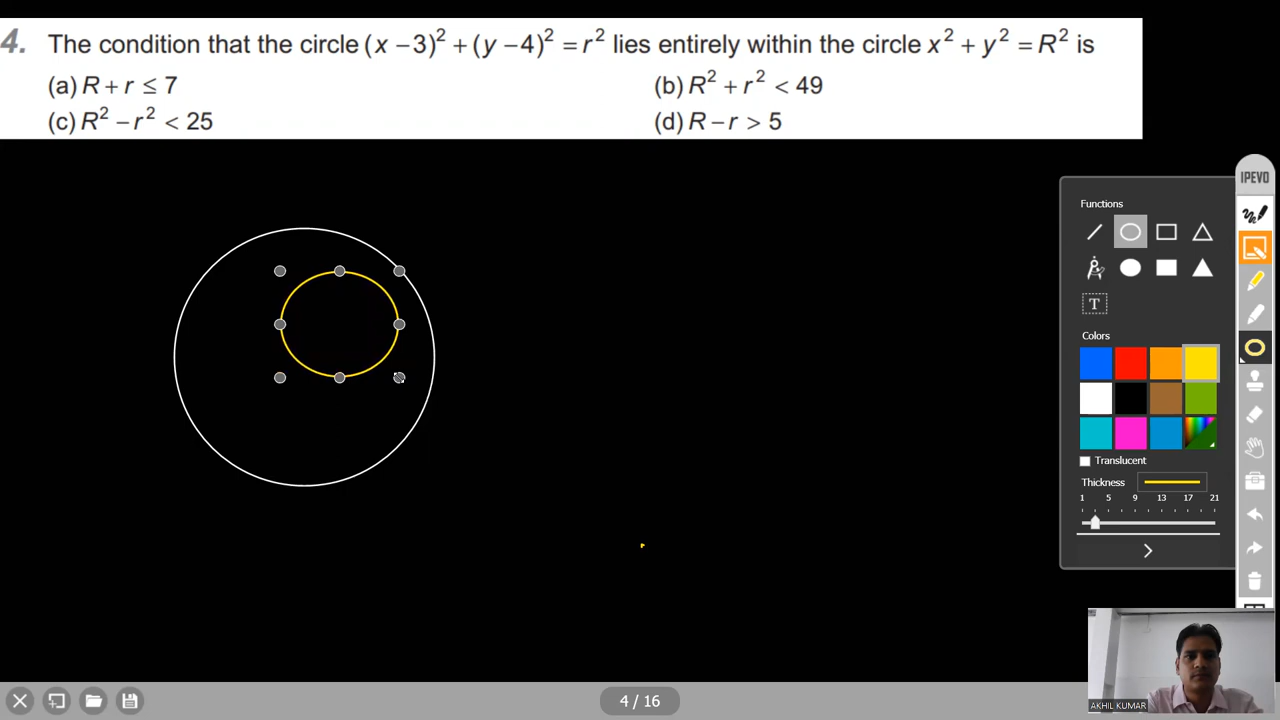 4. The condition that the circle (x − 3)² + (y − 4)² = r² lies entirely within the circle x² + y² = R² is
(a) R + r ≤ 7 (b) R² + r² < 49
(c) R² − r² < 25 (d) R − r > 5
IPEVO
Functions
T
Colors
Translucent
Thickness
1 5 9 13 17 21
4 / 16
AKHIL KUMAR